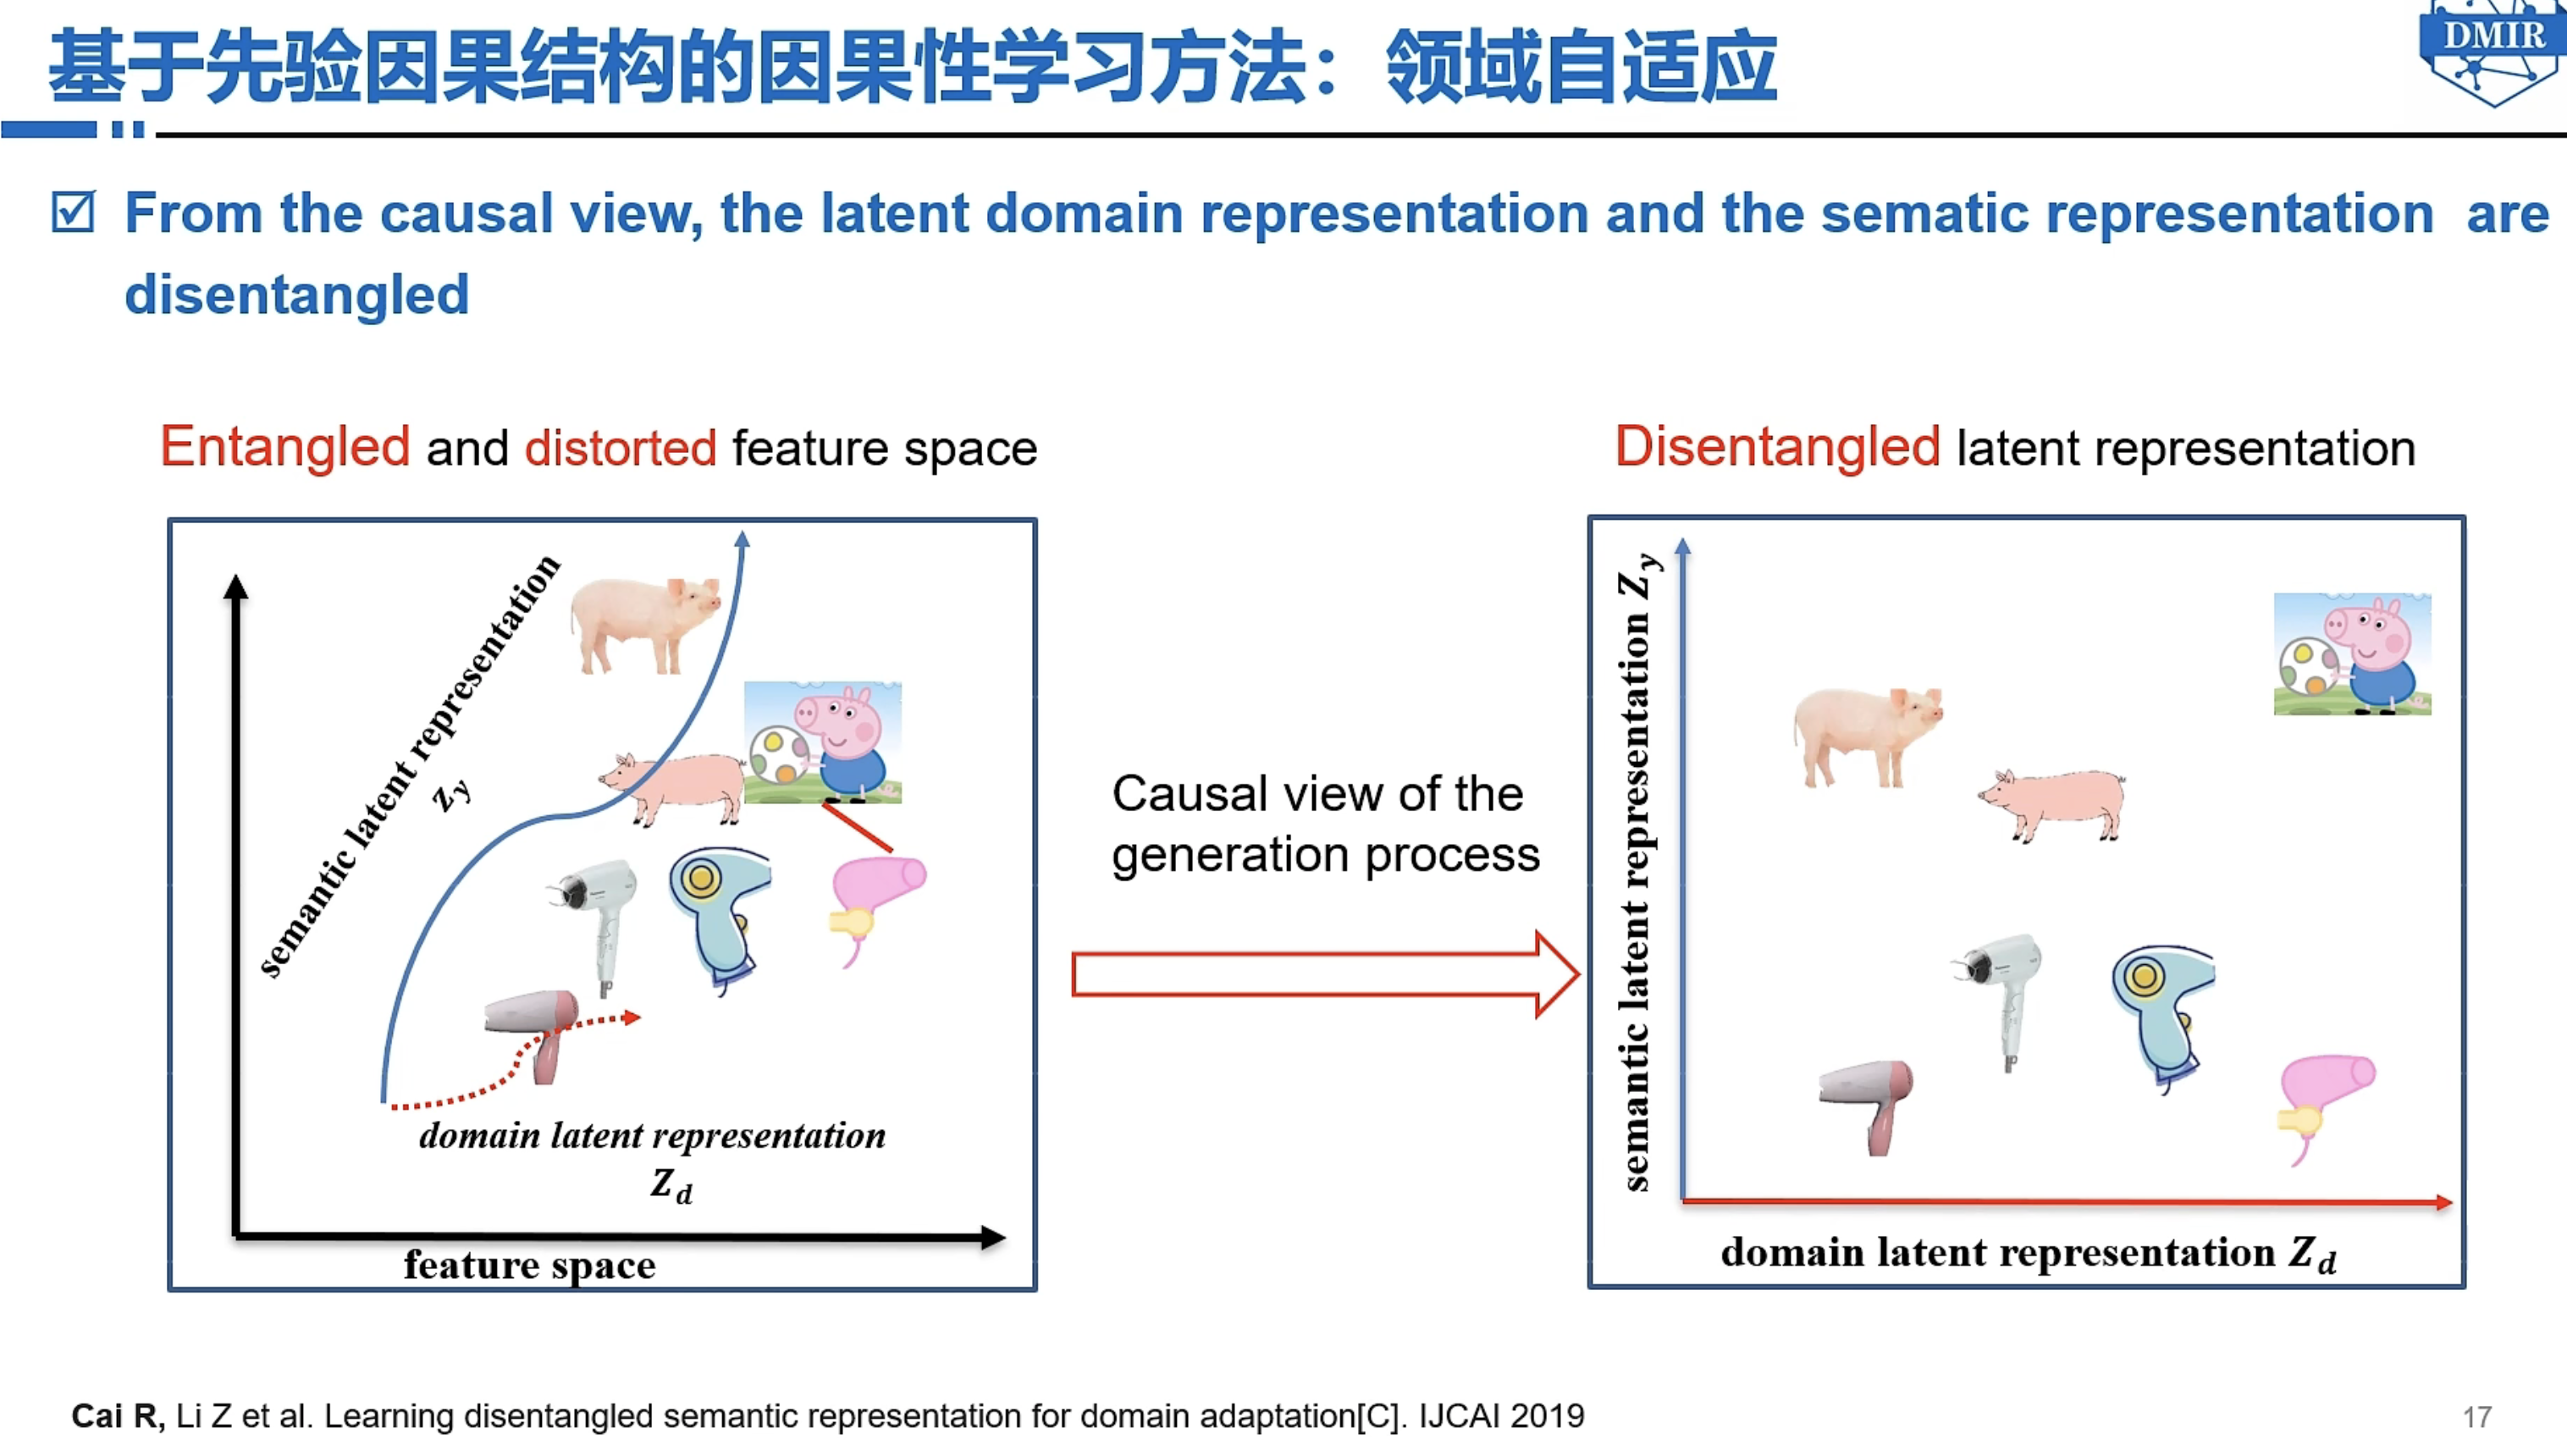 基于先验因果结构的因果性学习方法：领域自适应
DMIR
From the causal view, the latent domain representation and the sematic representation are
disentangled
Entangled and distorted feature space
semantic latent representation
zy
domain latent representation
Zd
feature space
Causal view of the
generation process
Disentangled latent representation
semantic latent representation Zy
domain latent representation Zd
Cai R, Li Z et al. Learning disentangled semantic representation for domain adaptation[C]. IJCAI 2019
17